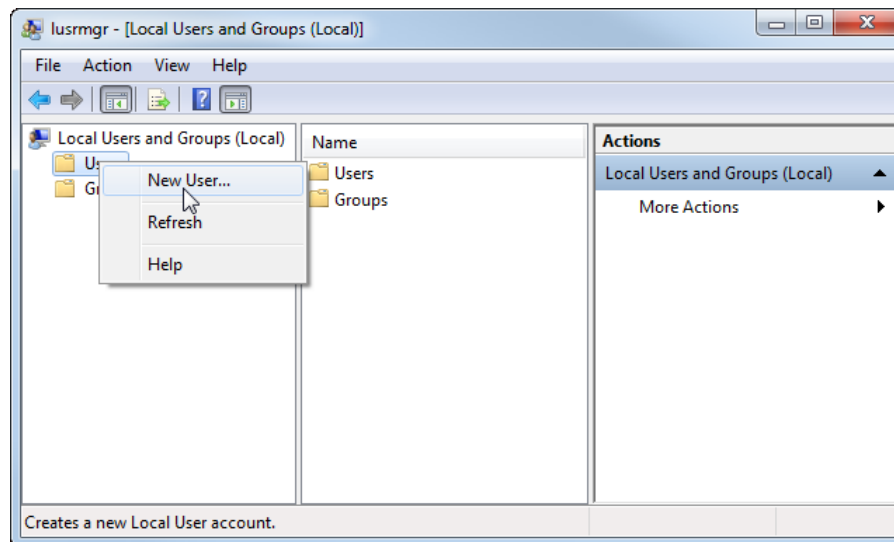 lusrmgr - [Local Users and Groups (Local)]
File Action View Help
Local Users and Groups (Local)
New User...
Refresh
Help
Name
Users
Groups
Actions
Local Users and Groups (Local)
More Actions
Creates a new Local User account.